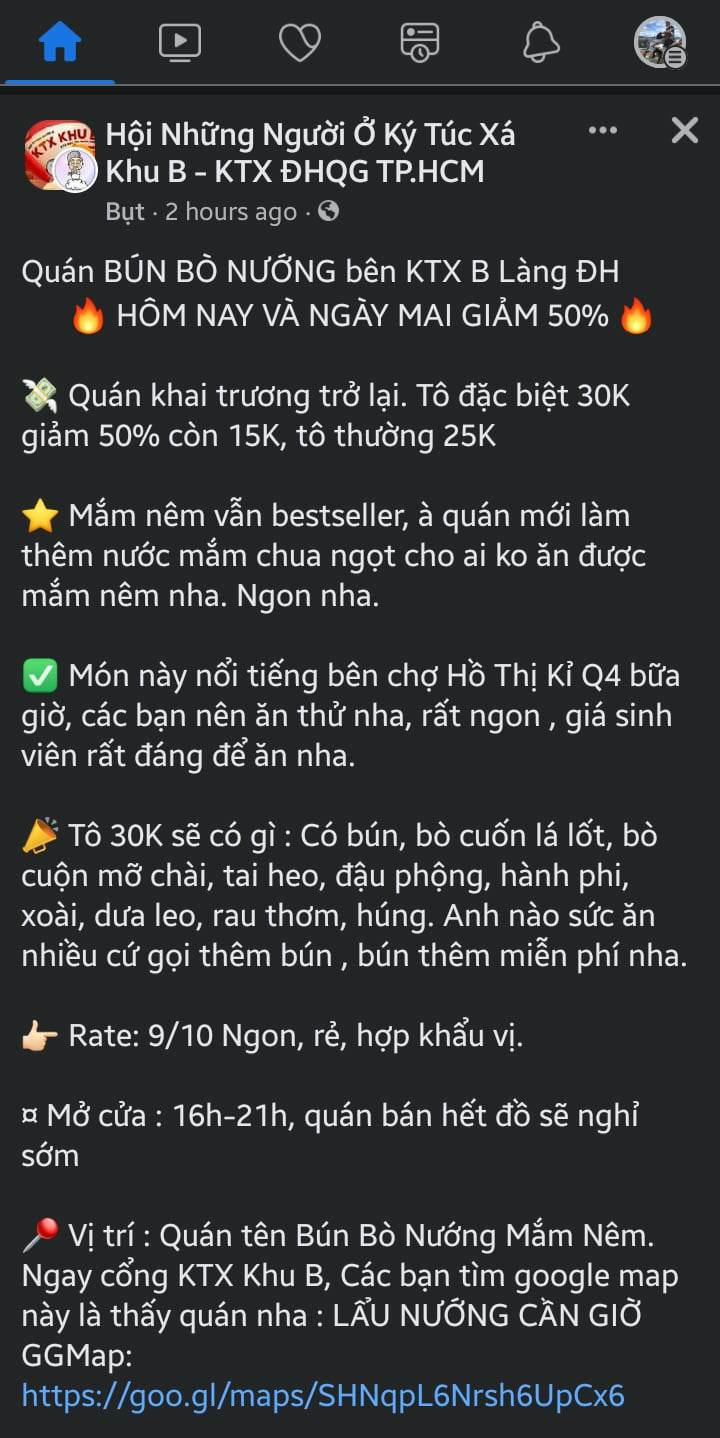 KTX KHU
Hội Những Người Ở Ký Túc Xá
Khu B - KTX ĐHQG TP.HCM
Bụt · 2 hours ago ·
Quán BÚN BÒ NƯỚNG bên KTX B Làng ĐH
🔥 HÔM NAY VÀ NGÀY MAI GIẢM 50% 🔥
💸 Quán khai trương trở lại. Tô đặc biệt 30K
giảm 50% còn 15K, tô thường 25K
⭐ Mắm nêm vẫn bestseller, à quán mới làm
thêm nước mắm chua ngọt cho ai ko ăn được
mắm nêm nha. Ngon nha.
✅ Món này nổi tiếng bên chợ Hồ Thị Kỉ Q4 bữa
giờ, các bạn nên ăn thử nha, rất ngon , giá sinh
viên rất đáng để ăn nha.
📣 Tô 30K sẽ có gì : Có bún, bò cuốn lá lốt, bò
cuộn mỡ chài, tai heo, đậu phộng, hành phi,
xoài, dưa leo, rau thơm, húng. Anh nào sức ăn
nhiều cứ gọi thêm bún , bún thêm miễn phí nha.
👉🏻 Rate: 9/10 Ngon, rẻ, hợp khẩu vị.
¤ Mở cửa : 16h-21h, quán bán hết đồ sẽ nghỉ
sớm
📍 Vị trí : Quán tên Bún Bò Nướng Mắm Nêm.
Ngay cổng KTX Khu B, Các bạn tìm google map
này là thấy quán nha : LẨU NƯỚNG CẦN GIỜ
GGMap:
https://goo.gl/maps/SHNqpL6Nrsh6UpCx6